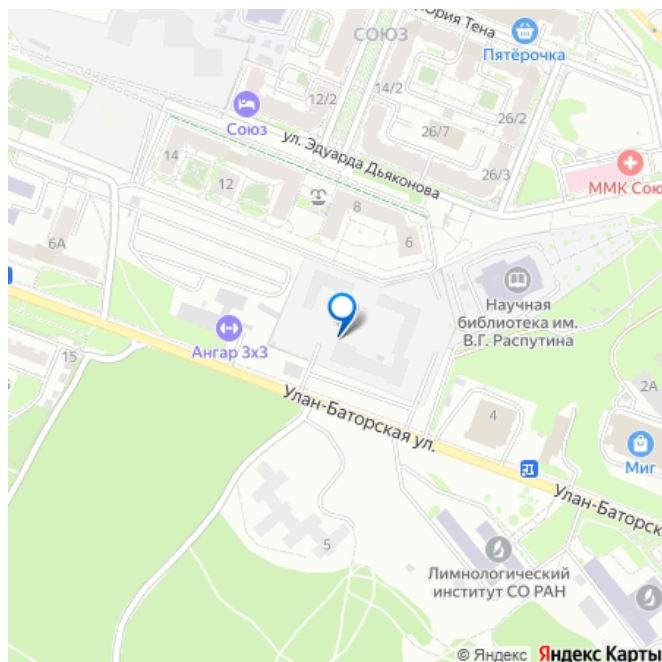 Юрия Тена
СОЮЗ
Пятёрочка
12/2
14/2
26/2
Союз
26/7
ул. Эдуарда Дьяконова
14
26/3
12
ММК Сою
8
6А
6
Научная
библиотека им.
В.Г. Распутина
Ангар 3х3
15
2А
Улан-Баторская ул.
4
Миг
Улан-Баторск
5
Лимнологический
институт СО РАН
© Яндекс Яндекс Карты